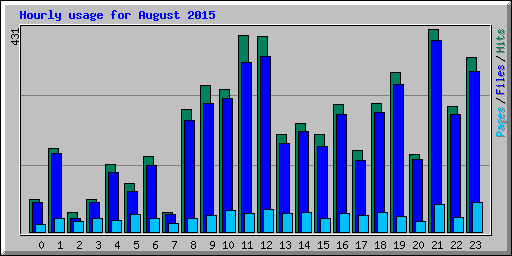 Hourly usage for August 2015
431
Pages / Files / Hits
0 1 2 3 4 5 6 7 8 9 10 11 12 13 14 15 16 17 18 19 20 21 22 23